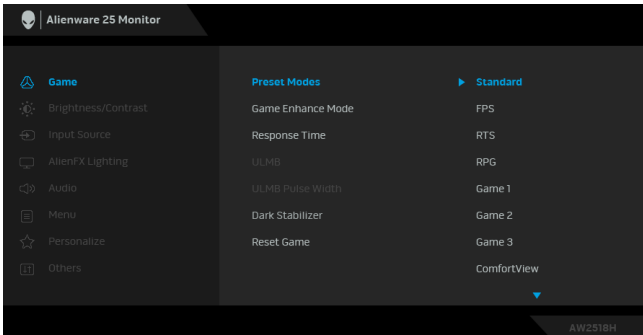 Alienware 25 Monitor
Game
Preset Modes
Standard
Brightness/Contrast
Game Enhance Mode
FPS
Input Source
Response Time
RTS
AlienFX Lighting
ULMB
RPG
Audio
ULMB Pulse Width
Game 1
Menu
Dark Stabilizer
Game 2
Personalize
Reset Game
Game 3
Others
ComfortView
AW2518H